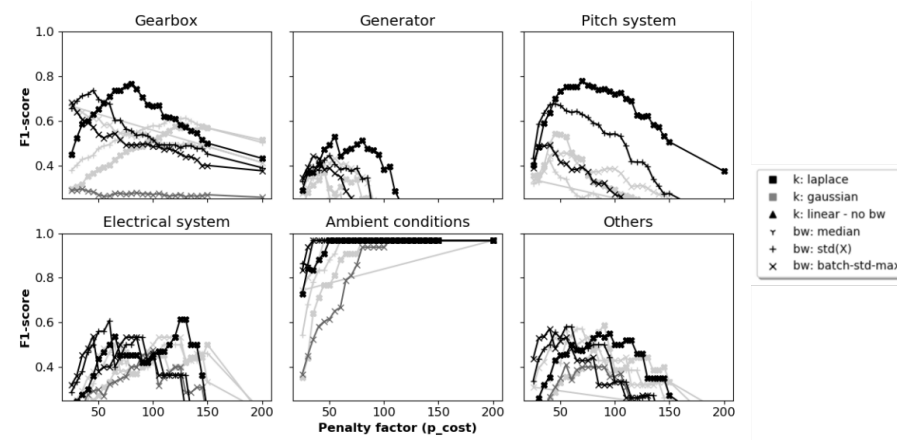 Gearbox Generator Pitch system
1.0
0.8
0.6
0.4
F1-score
k: laplace
k: gaussian
k: linear - no bw
bw: median
bw: std(X)
bw: batch-std-max
Electrical system Ambient conditions Others
1.0
0.8
0.6
0.4
F1-score
50 100 150 200 50 100 150 200 50 100 150 200
Penalty factor (p_cost)